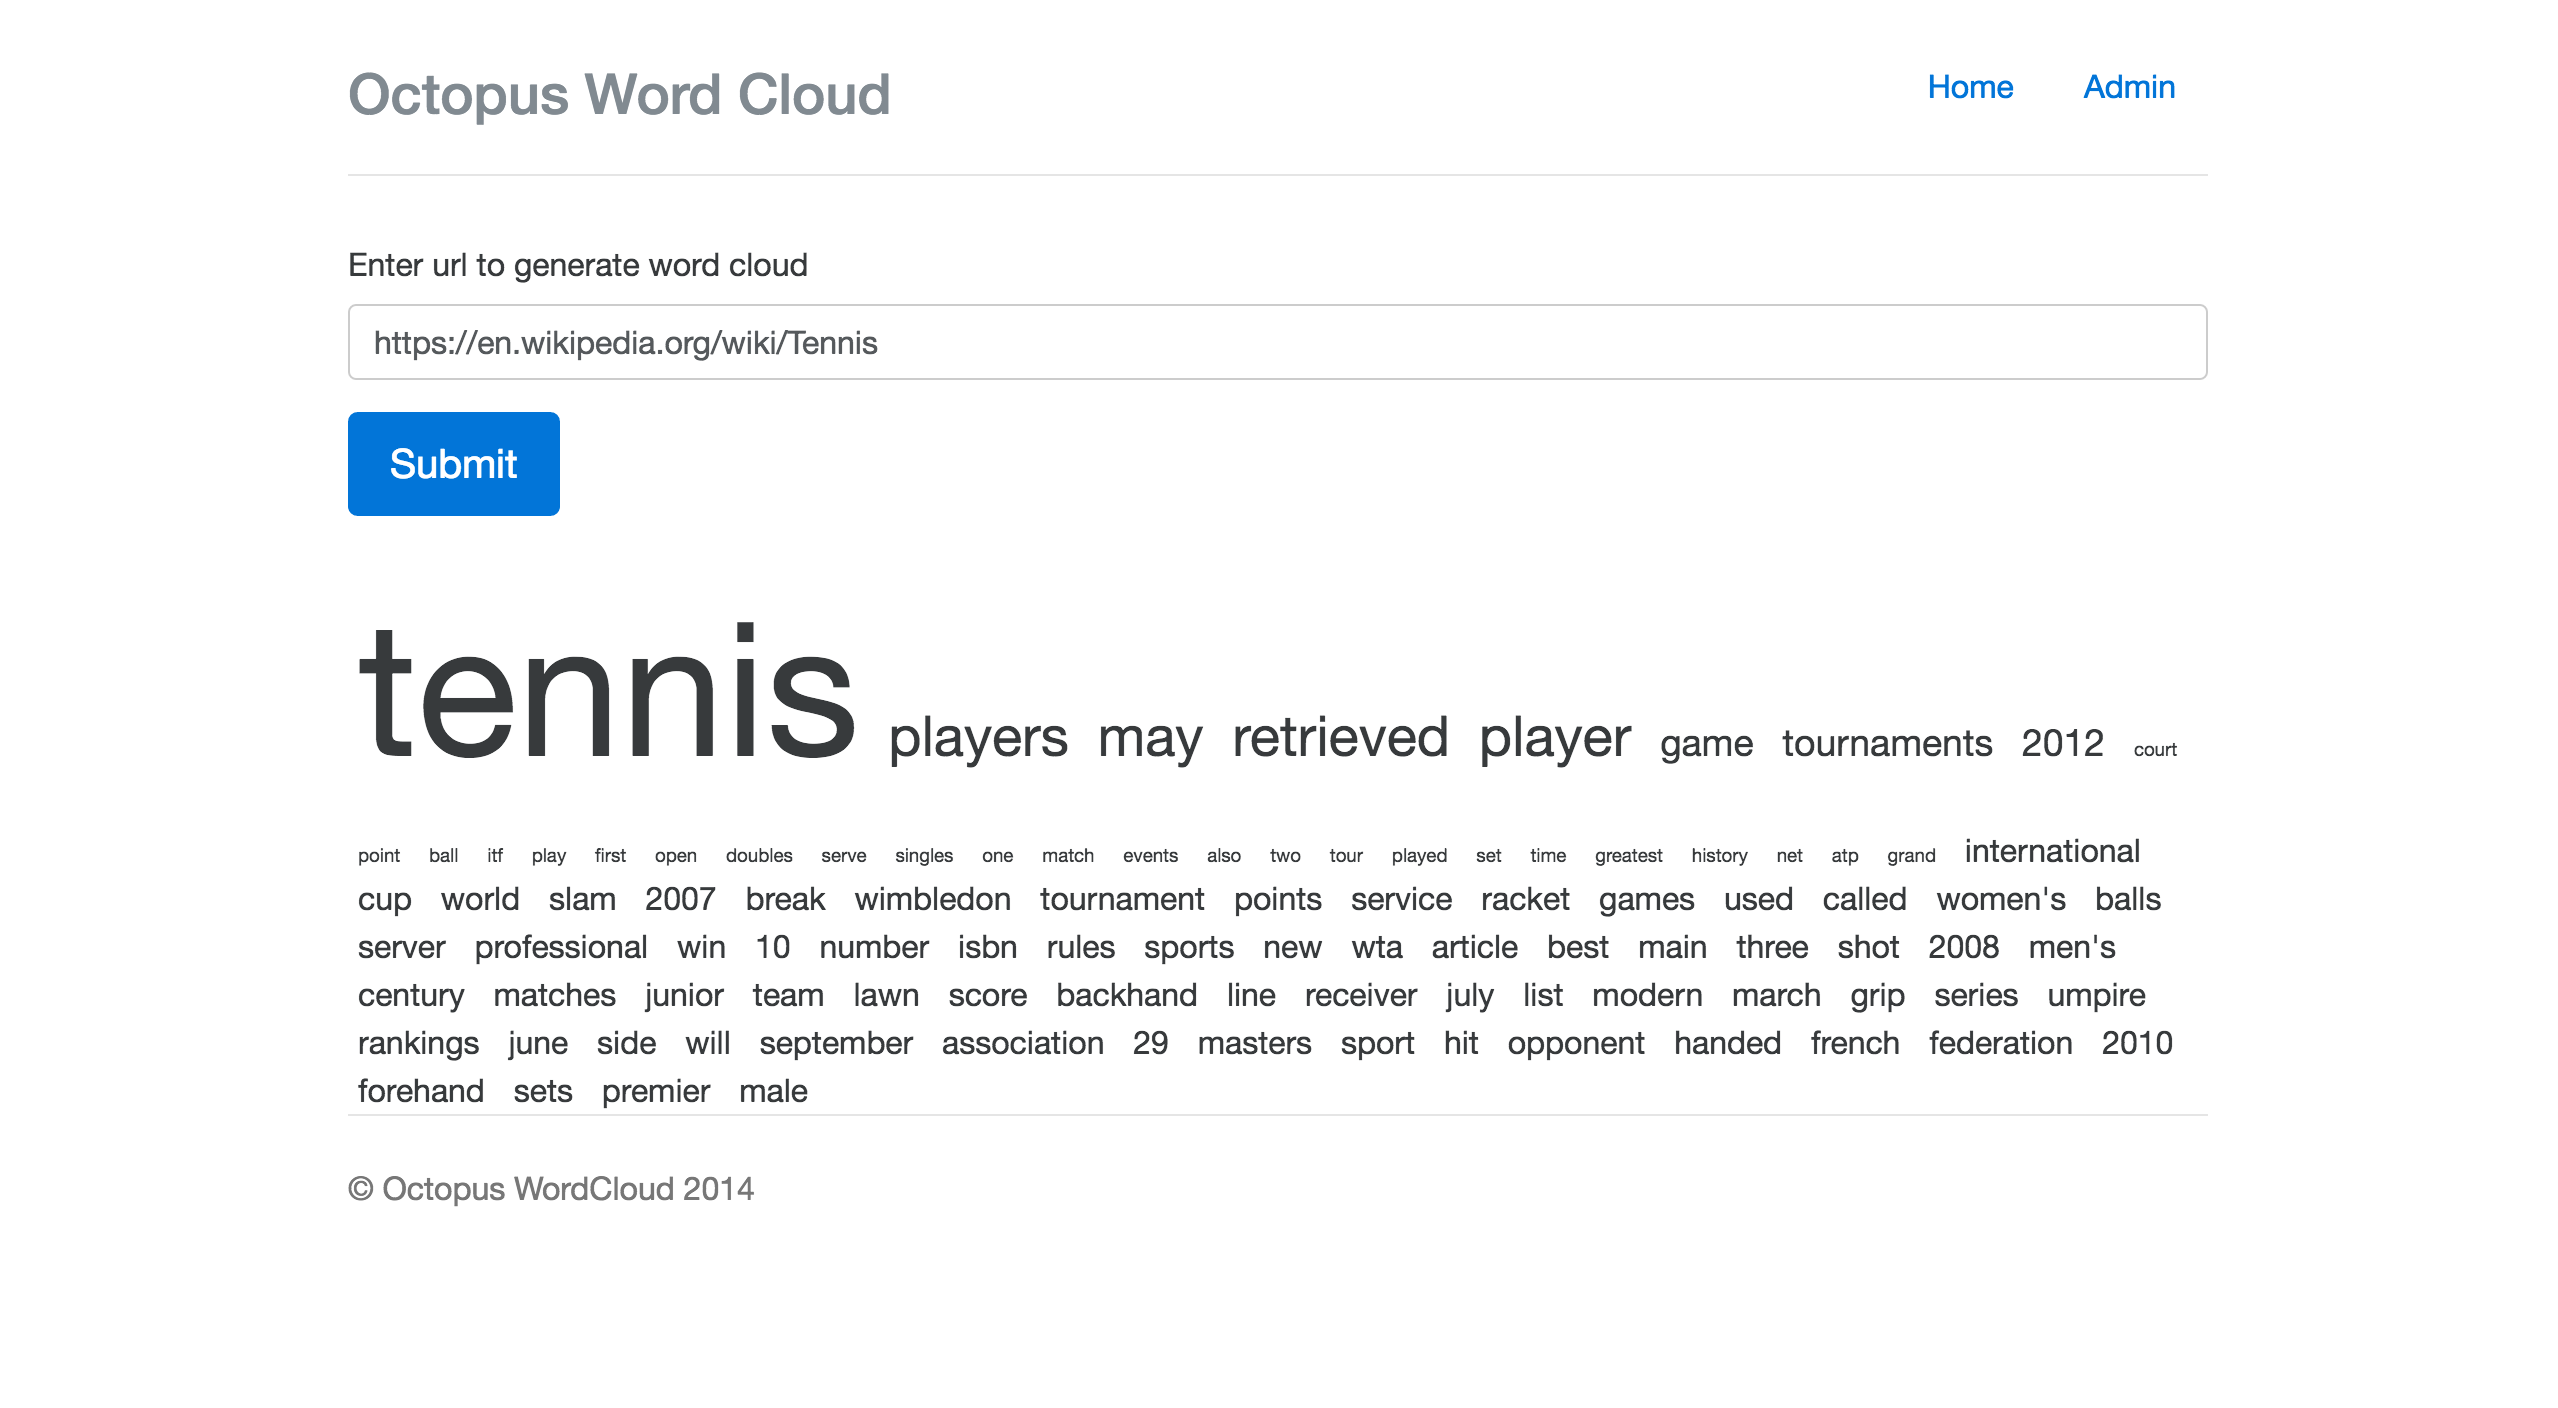 Octopus Word Cloud Home Admin
Enter url to generate word cloud
https://en.wikipedia.org/wiki/Tennis
Submit
tennis players may retrieved player game tournaments 2012 court
point ball itf play first open doubles serve singles one match events also two tour played set time greatest history net atp grand international
cup world slam 2007 break wimbledon tournament points service racket games used called women's balls
server professional win 10 number isbn rules sports new wta article best main three shot 2008 men's
century matches junior team lawn score backhand line receiver july list modern march grip series umpire
rankings june side will september association 29 masters sport hit opponent handed french federation 2010
forehand sets premier male
© Octopus WordCloud 2014